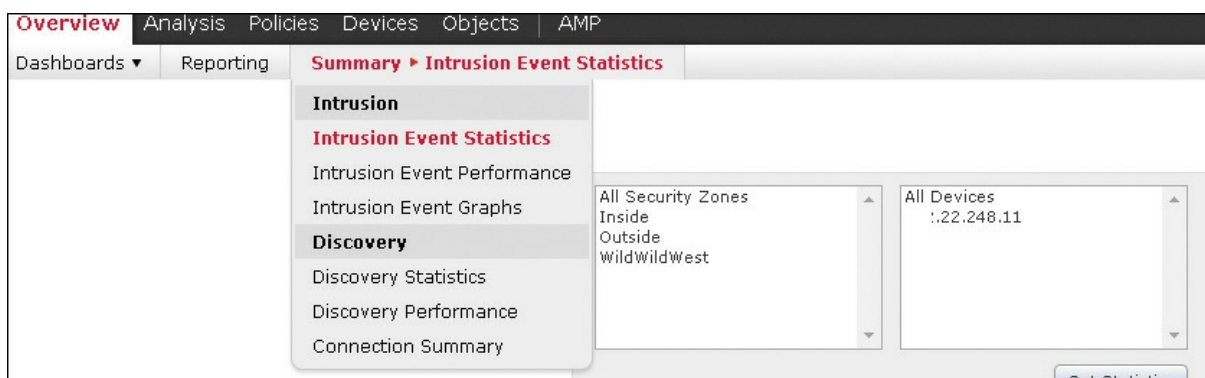 Overview Analysis Policies Devices Objects | AMP
Dashboards ▾ Reporting Summary ▸ Intrusion Event Statistics
Intrusion
Intrusion Event Statistics
Intrusion Event Performance
Intrusion Event Graphs
Discovery
Discovery Statistics
Discovery Performance
Connection Summary
All Security Zones
Inside
Outside
WildWildWest
All Devices
:.22.248.11